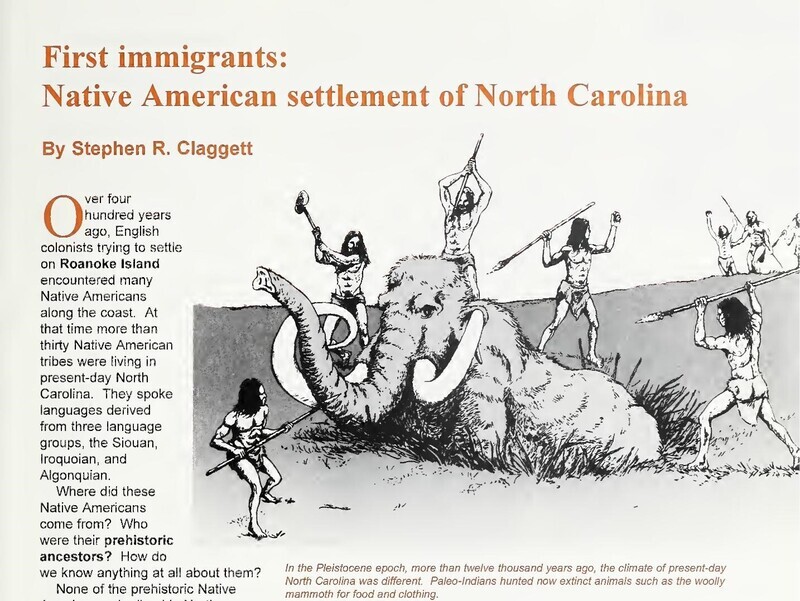 First immigrants:
Native American settlement of North Carolina
By Stephen R. Claggett
Over four
hundred years
ago, English
colonists trying to settle
on Roanoke Island
encountered many
Native Americans
along the coast. At
that time more than
thirty Native American
tribes were living in
present-day North
Carolina. They spoke
languages derived
from three language
groups, the Siouan,
Iroquoian, and
Algonquian.
Where did these
Native Americans
come from? Who
were their prehistoric
ancestors? How do
we know anything at all about them?
None of the prehistoric Native
In the Pleistocene epoch, more than twelve thousand years ago, the climate of present-day
North Carolina was different. Paleo-Indians hunted now extinct animals such as the woolly
mammoth for food and clothing.